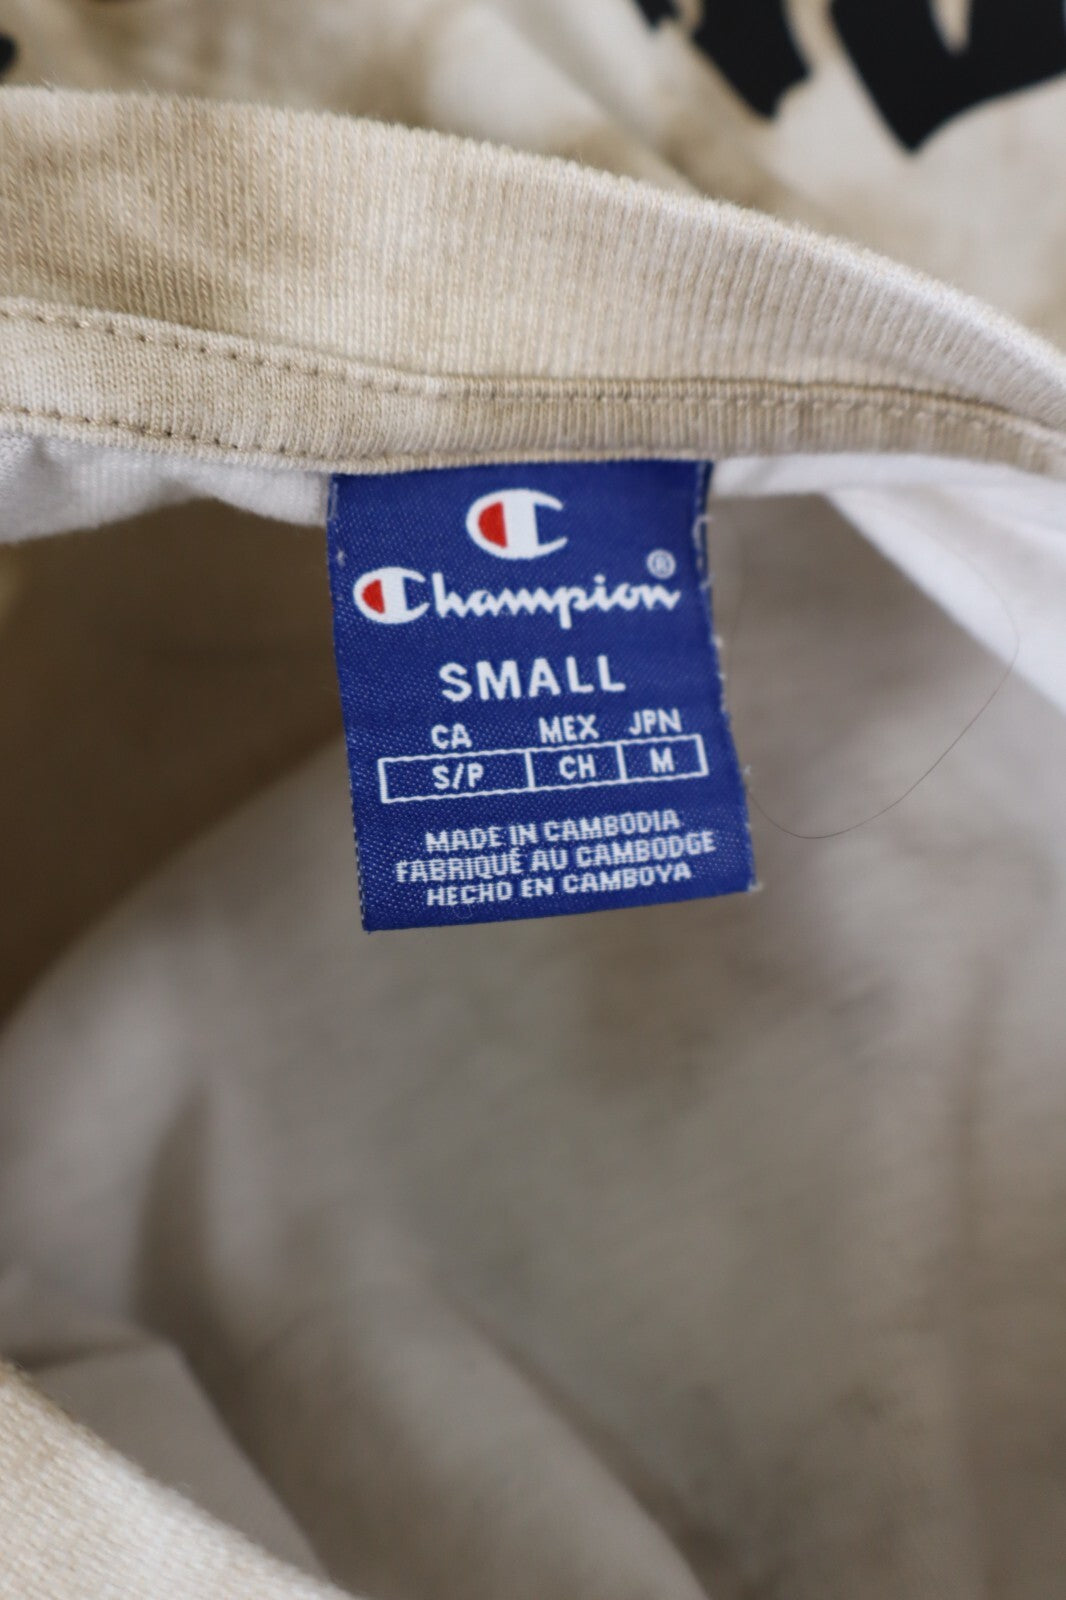 Champion®
SMALL
CA MEX JPN
S/P CH M
MADE IN CAMBODIA
FABRIQUÉ AU CAMBODGE
HECHO EN CAMBOYA